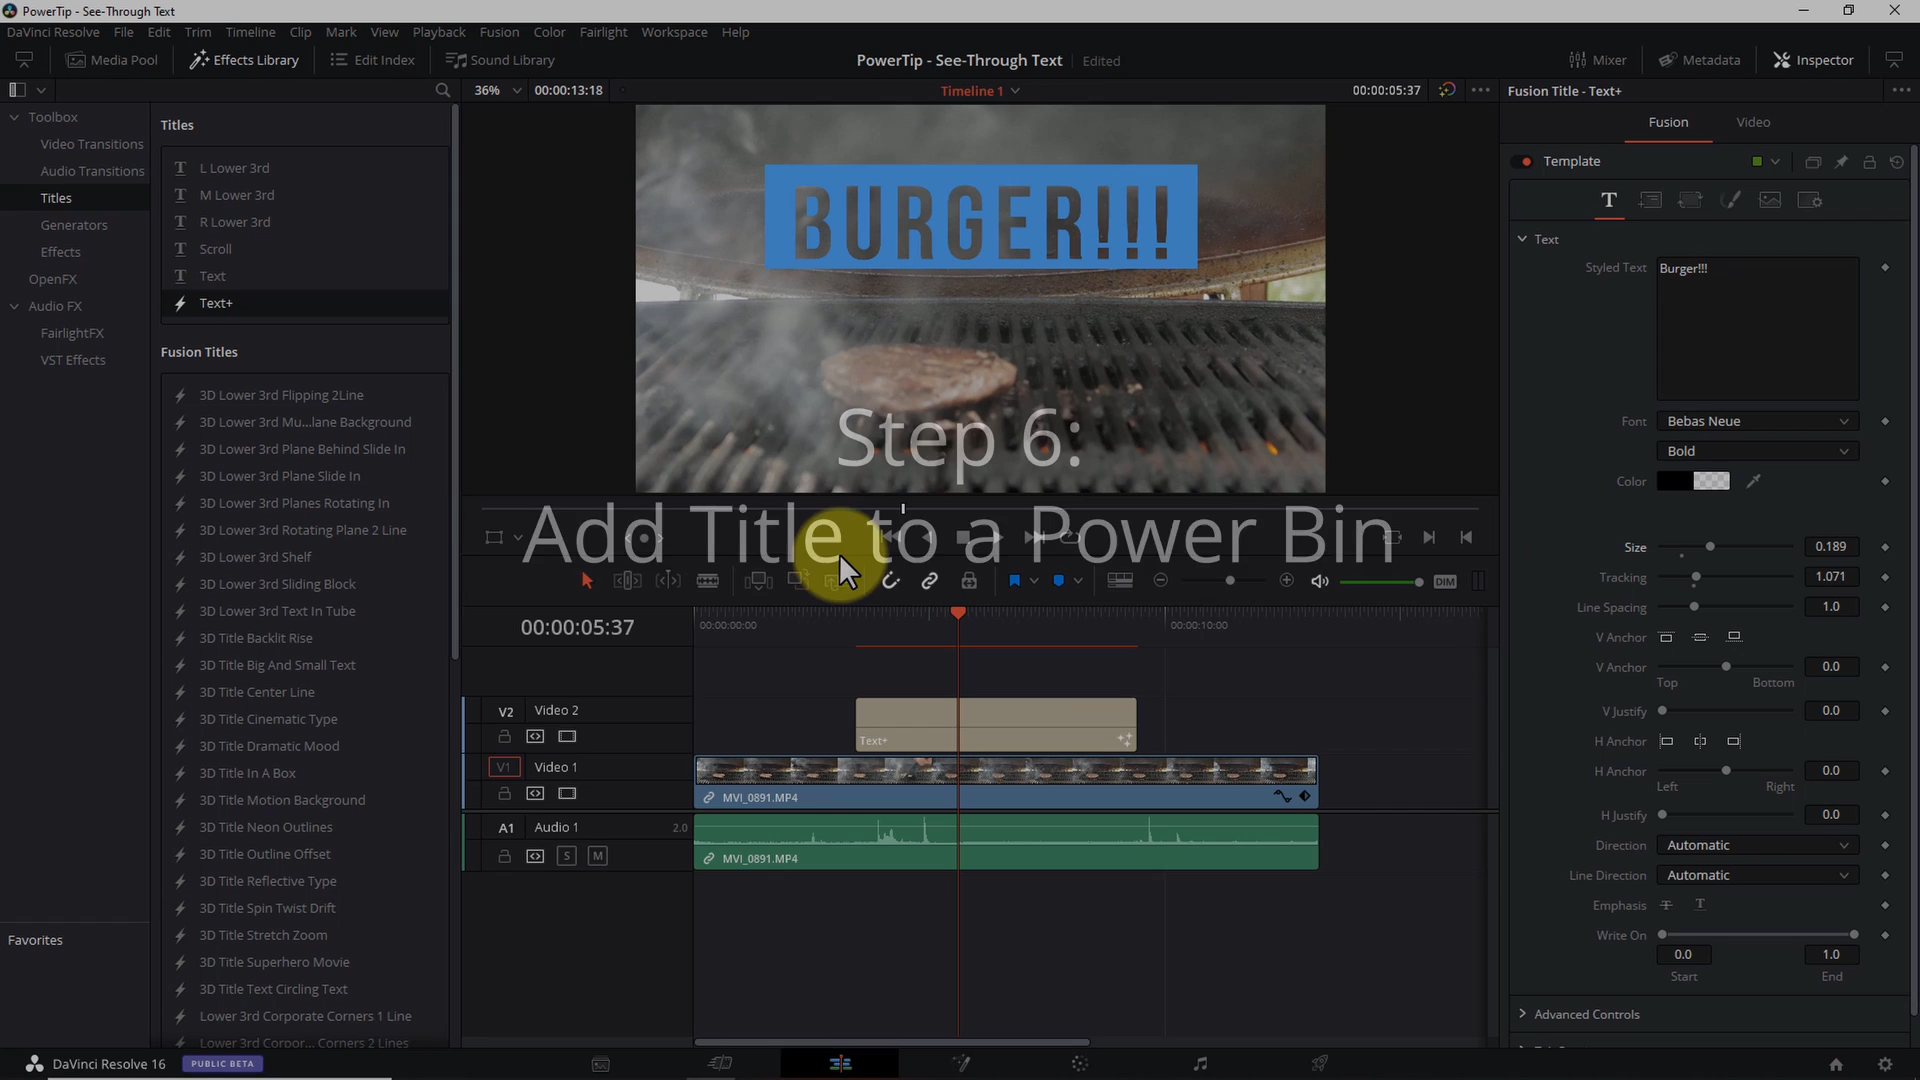 PowerTip - See-Through Text
DaVinci Resolve File Edit Trim Timeline Clip Mark View Playback Fusion Color Fairlight Workspace Help
Media Pool Effects Library Edit Index Sound Library PowerTip - See-Through Text Edited Mixer Metadata Inspector
36% 00:00:13:18 Timeline 1 00:00:05:37 Fusion Title - Text+
Toolbox
Video Transitions
Audio Transitions
Titles
Generators
Effects
OpenFX
Audio FX
FairlightFX
VST Effects
Favorites
Titles
L Lower 3rd
M Lower 3rd
R Lower 3rd
Scroll
Text
Text+
Fusion Titles
3D Lower 3rd Flipping 2Line
3D Lower 3rd Mu...lane Background
3D Lower 3rd Plane Behind Slide In
3D Lower 3rd Plane Slide In
3D Lower 3rd Planes Rotating In
3D Lower 3rd Rotating Plane 2 Line
3D Lower 3rd Shelf
3D Lower 3rd Sliding Block
3D Lower 3rd Text In Tube
3D Title Backlit Rise
3D Title Big And Small Text
3D Title Center Line
3D Title Cinematic Type
3D Title Dramatic Mood
3D Title In A Box
3D Title Motion Background
3D Title Neon Outlines
3D Title Outline Offset
3D Title Reflective Type
3D Title Spin Twist Drift
3D Title Stretch Zoom
3D Title Superhero Movie
3D Title Text Circling Text
Lower 3rd Corporate Corners 1 Line
Lower 3rd Corpor... Corners 2 Lines
BURGER!!!
Step 6:
Add Title to a Power Bin
DIM
00:00:05:37 00:00:00:00 00:00:10:00
V2 Video 2
Text+
V1 Video 1
MVI_0891.MP4
A1 Audio 1 2.0
S M
MVI_0891.MP4
Fusion Video
Template
T
Text
Styled Text Burger!!!
Font Bebas Neue
Bold
Color
Size 0.189
Tracking 1.071
Line Spacing 1.0
V Anchor
V Anchor 0.0
Top Bottom
V Justify 0.0
H Anchor
H Anchor 0.0
Left Right
H Justify 0.0
Direction Automatic
Line Direction Automatic
Emphasis T T
Write On
0.0 1.0
Start End
Advanced Controls
DaVinci Resolve 16 PUBLIC BETA